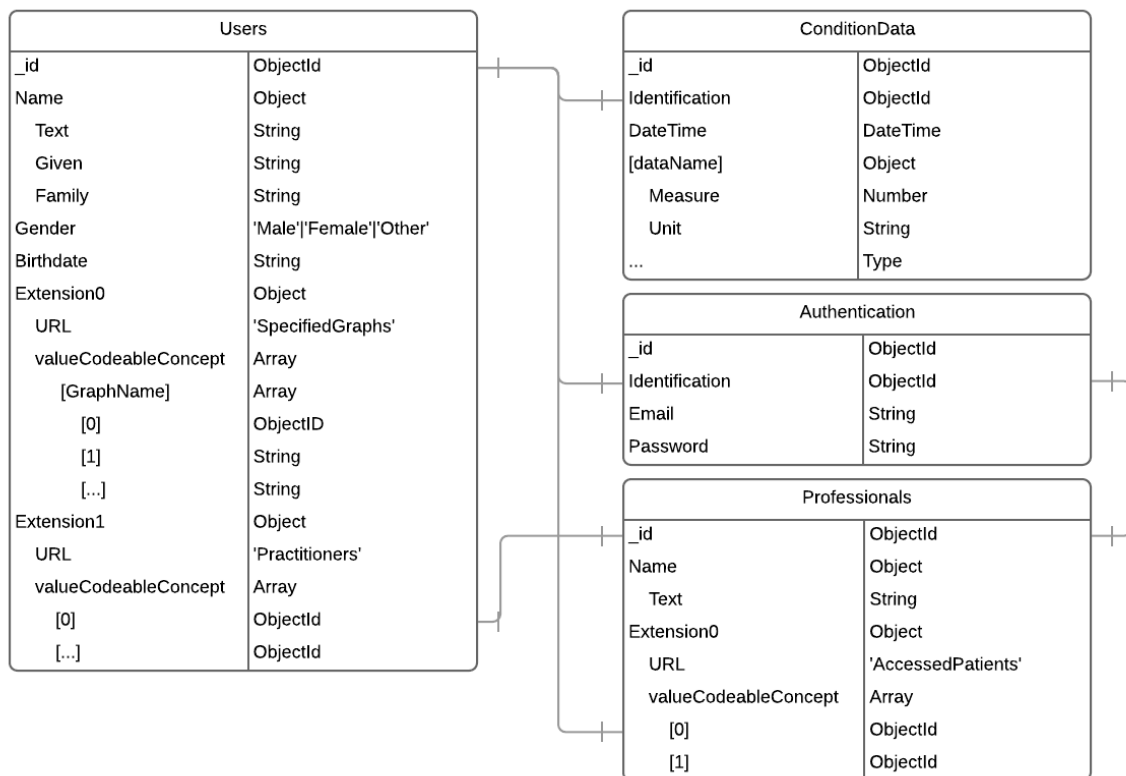 Users
_id ObjectId
Name Object
Text String
Given String
Family String
Gender 'Male'|'Female'|'Other'
Birthdate String
Extension0 Object
URL 'SpecifiedGraphs'
valueCodeableConcept Array
[GraphName] Array
[0] ObjectID
[1] String
[...] String
Extension1 Object
URL 'Practitioners'
valueCodeableConcept Array
[0] ObjectId
[...] ObjectId
ConditionData
_id ObjectId
Identification ObjectId
DateTime DateTime
[dataName] Object
Measure Number
Unit String
... Type
Authentication
_id ObjectId
Identification ObjectId
Email String
Password String
Professionals
_id ObjectId
Name Object
Text String
Extension0 Object
URL 'AccessedPatients'
valueCodeableConcept Array
[0] ObjectId
[1] ObjectId